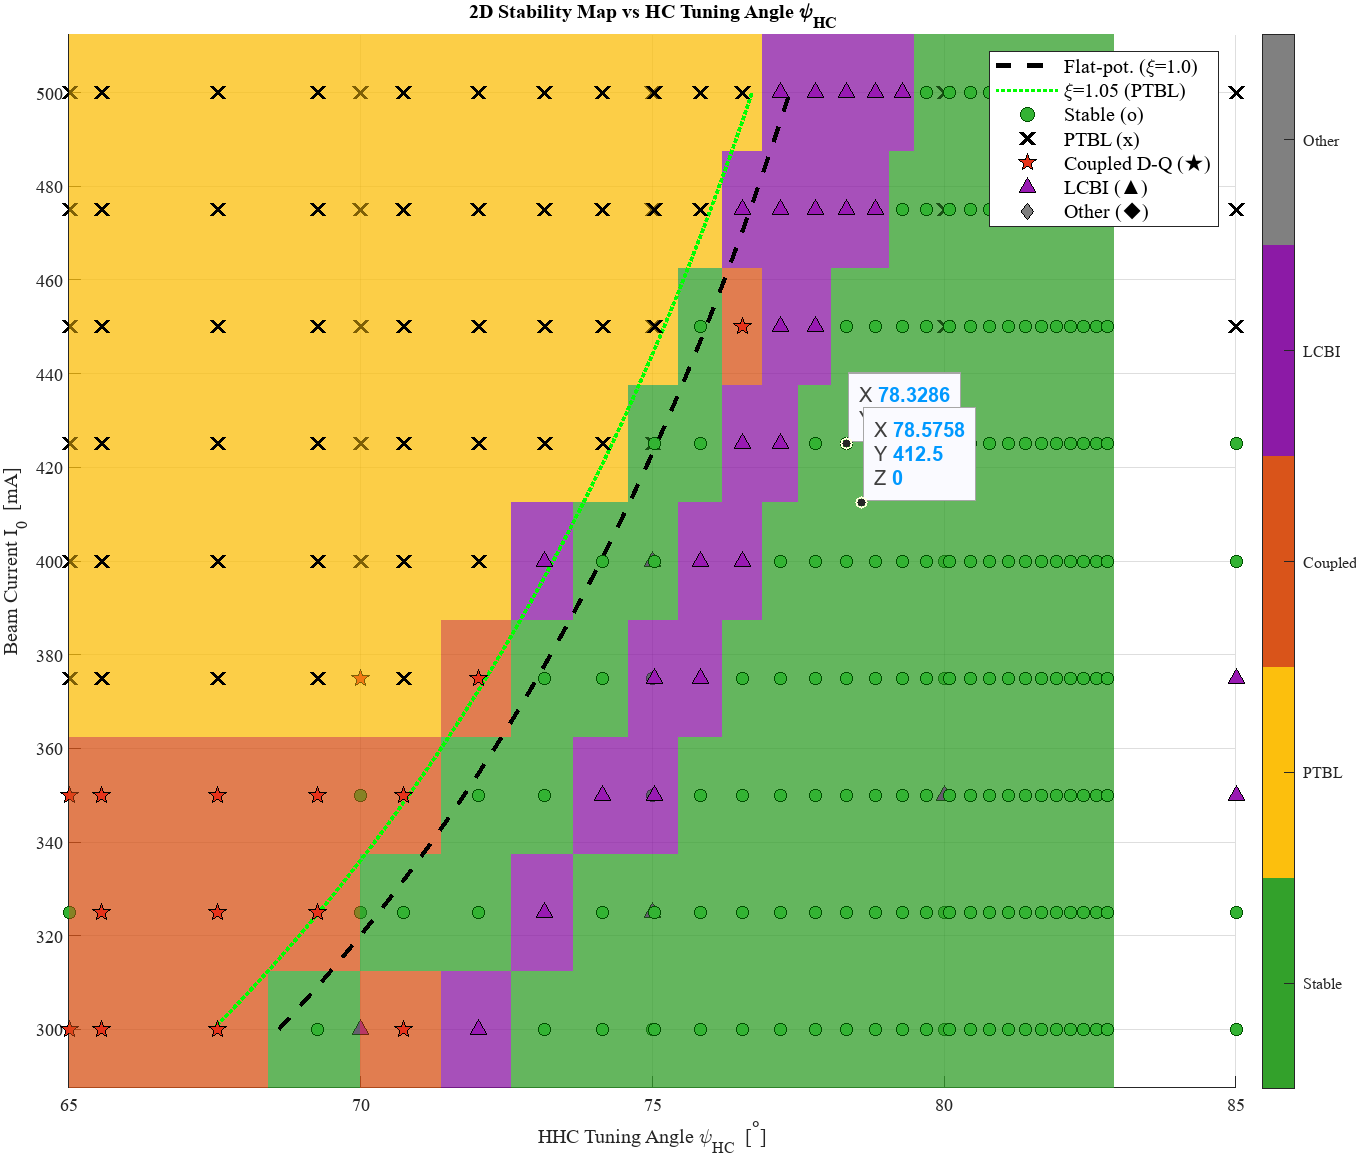 2D Stability Map vs HC Tuning Angle ψHC
Flat-pot. (ξ=1.0)
ξ=1.05 (PTBL)
Stable (o)
PTBL (x)
Coupled D-Q (★)
LCBI (▲)
Other (◆)
500
480
460
440
420
400
380
360
340
320
300
Beam Current I0 [mA]
X 78.3286
X 78.5758
Y 412.5
Z 0
65
70
75
80
85
HHC Tuning Angle ψHC [°]
Other
LCBI
Coupled
PTBL
Stable